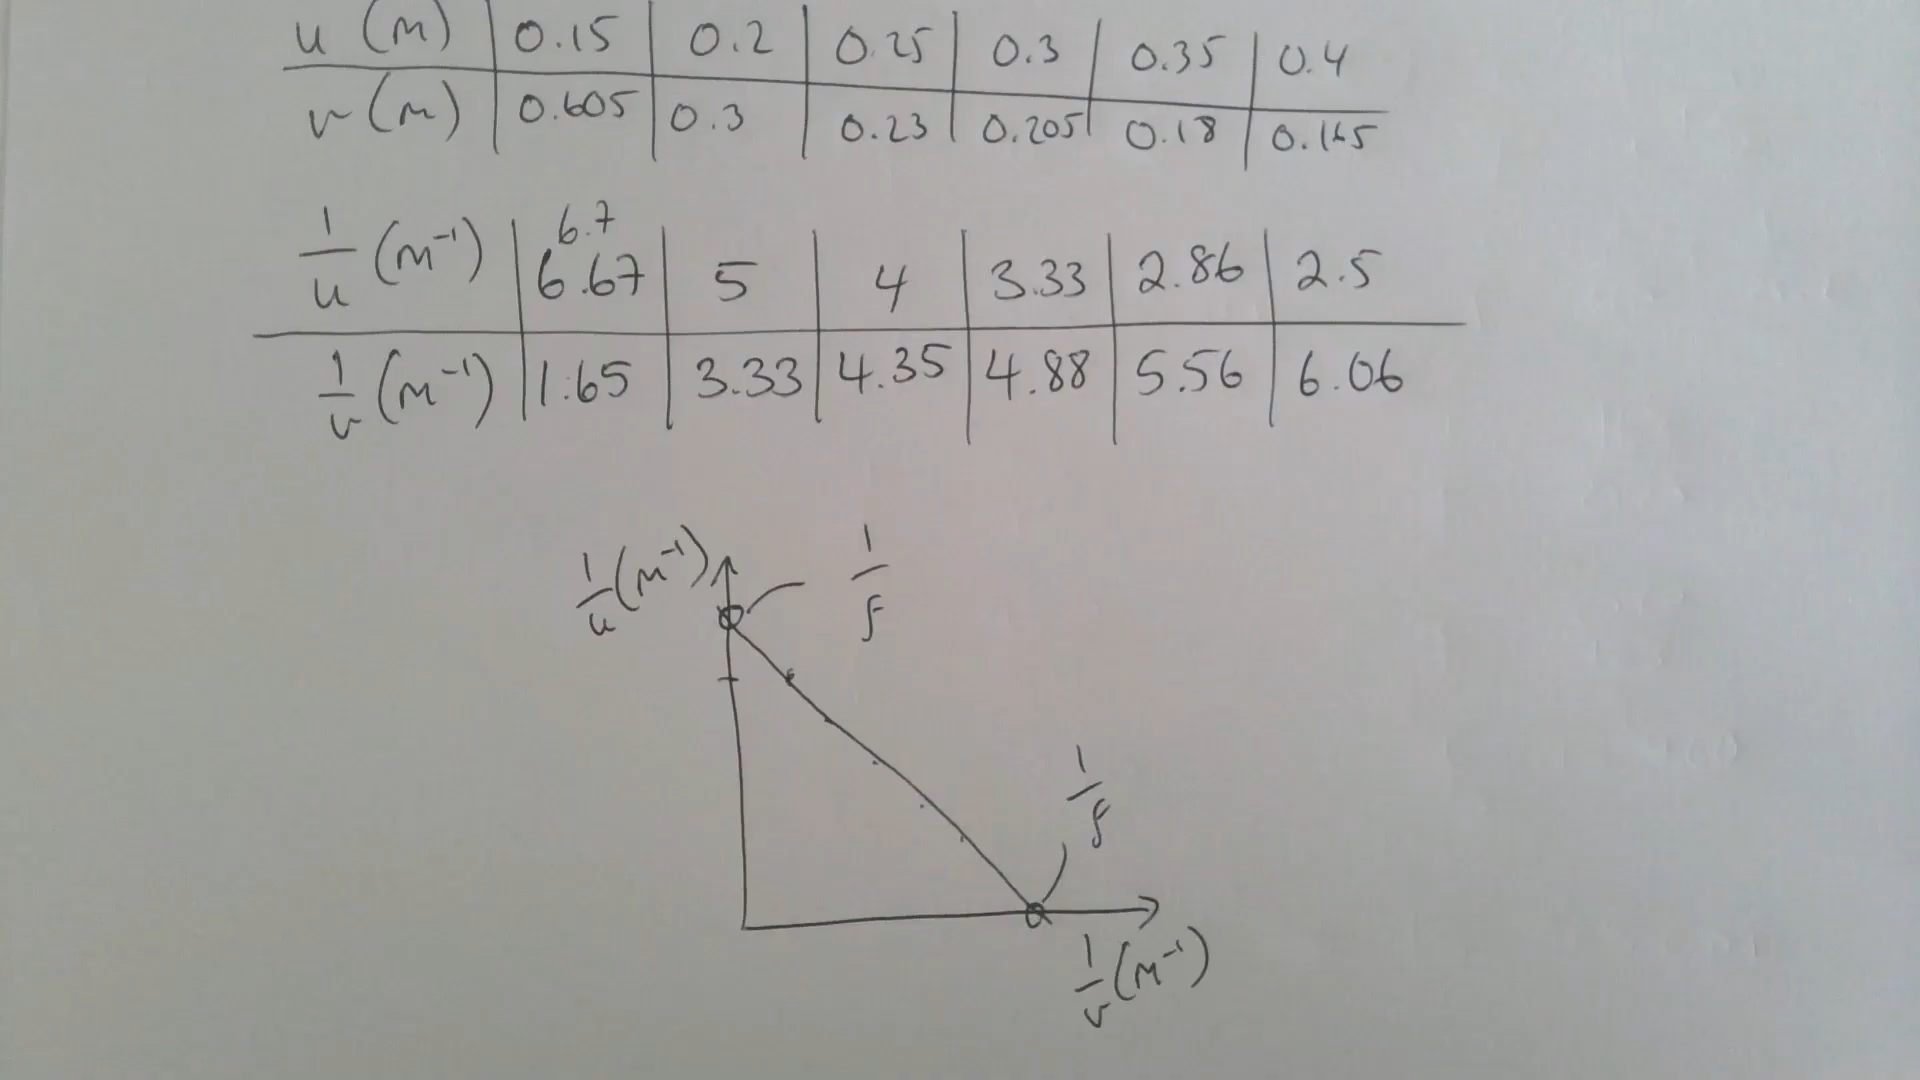 u (m) 0.15 0.2 0.25 0.3 0.35 0.4
v (m) 0.605 0.3 0.23 0.205 0.18 0.165
6.7
1/u (m⁻¹) 6.67 5 4 3.33 2.86 2.5
1/v (m⁻¹) 1.65 3.33 4.35 4.88 5.56 6.06
1/u (m⁻¹)
1/f
1/f
1/v (m⁻¹)